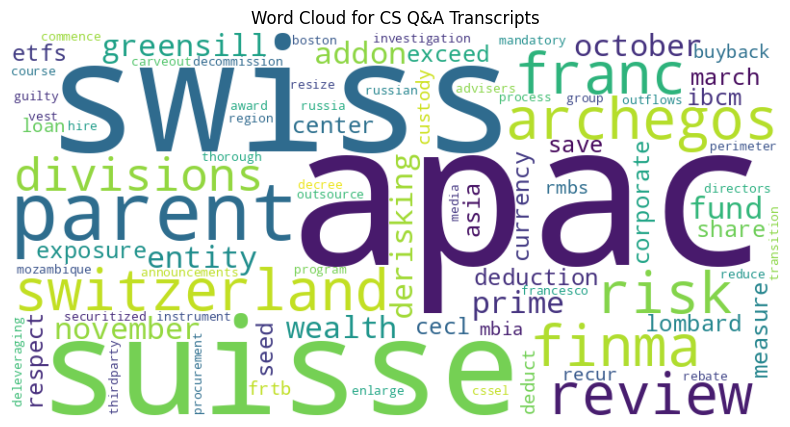 Word Cloud for CS Q&A Transcripts
commence
greensill
boston
investigation
mandatory
october
etfs
carveout
decommission
addon
exceed
buyback
course
swiss
resize
russian
franc
advisers
march
guilty
award
russia
custody
process
group
outflows
ibcm
vest
region
center
archegos
loan
hire
save
perimeter
thorough
divisions
parent
apac
decree
outsource
derisking
media
asia
currency
rmbs
corporate
directors
fund
share
exposure
entity
mozambique
announcements
program
deduction
francesco
reduce
transition
switzerland
prime
risk
securitized
instrument
november
wealth
cecl
mbia
lombard
measure
respect
seed
finma
deleveraging
thirdparty
suisse
procurement
frtb
enlarge
cssel
deduct
recur
rebate
review